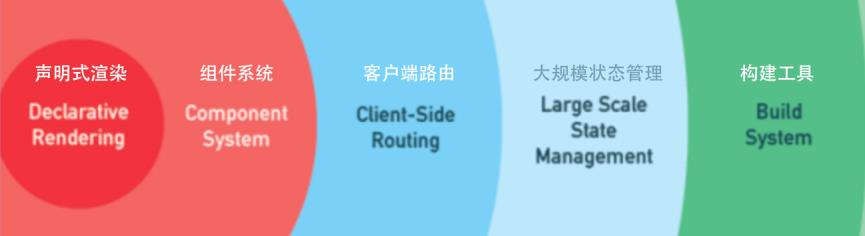 声明式渲染
Declarative
Rendering
组件系统
Component
System
客户端路由
Client-Side
Routing
大规模状态管理
Large Scale
State
Management
构建工具
Build
System